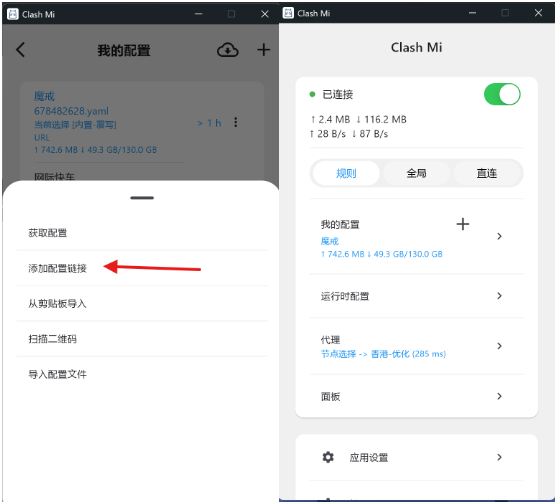 Clash Mi
我的配置
魔戒
678482628.yaml
当前选择 [内置-覆写]
URL
↑ 742.6 MB ↓ 49.3 GB/130.0 GB
> 1 h
网际快车
获取配置
添加配置链接
从剪贴板导入
扫描二维码
导入配置文件
Clash Mi
Clash Mi
已连接
↑ 2.4 MB ↓ 116.2 MB
↑ 28 B/s ↓ 87 B/s
规则 全局 直连
我的配置
魔戒
↑ 742.6 MB ↓ 49.3 GB/130.0 GB
运行时配置
代理
节点选择 -> 香港-优化 (285 ms)
面板
应用设置